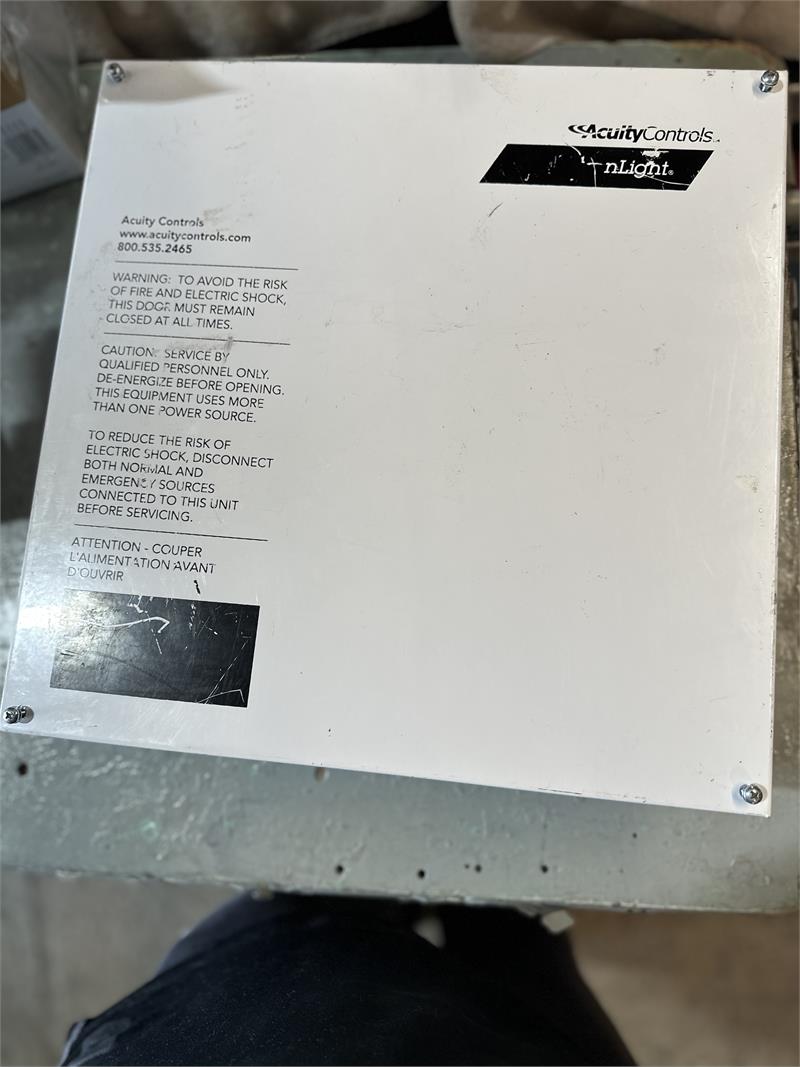 AcuityControls
nLight®
Acuity Controls
www.acuitycontrols.com
800.535.2465
WARNING: TO AVOID THE RISK
OF FIRE AND ELECTRIC SHOCK,
THIS DOOR MUST REMAIN
CLOSED AT ALL TIMES.
CAUTION: SERVICE BY
QUALIFIED PERSONNEL ONLY.
DE-ENERGIZE BEFORE OPENING.
THIS EQUIPMENT USES MORE
THAN ONE POWER SOURCE.
TO REDUCE THE RISK OF
ELECTRIC SHOCK, DISCONNECT
BOTH NORMAL AND
EMERGENCY SOURCES
CONNECTED TO THIS UNIT
BEFORE SERVICING.
ATTENTION - COUPER
L'ALIMENTATION AVANT
D'OUVRIR